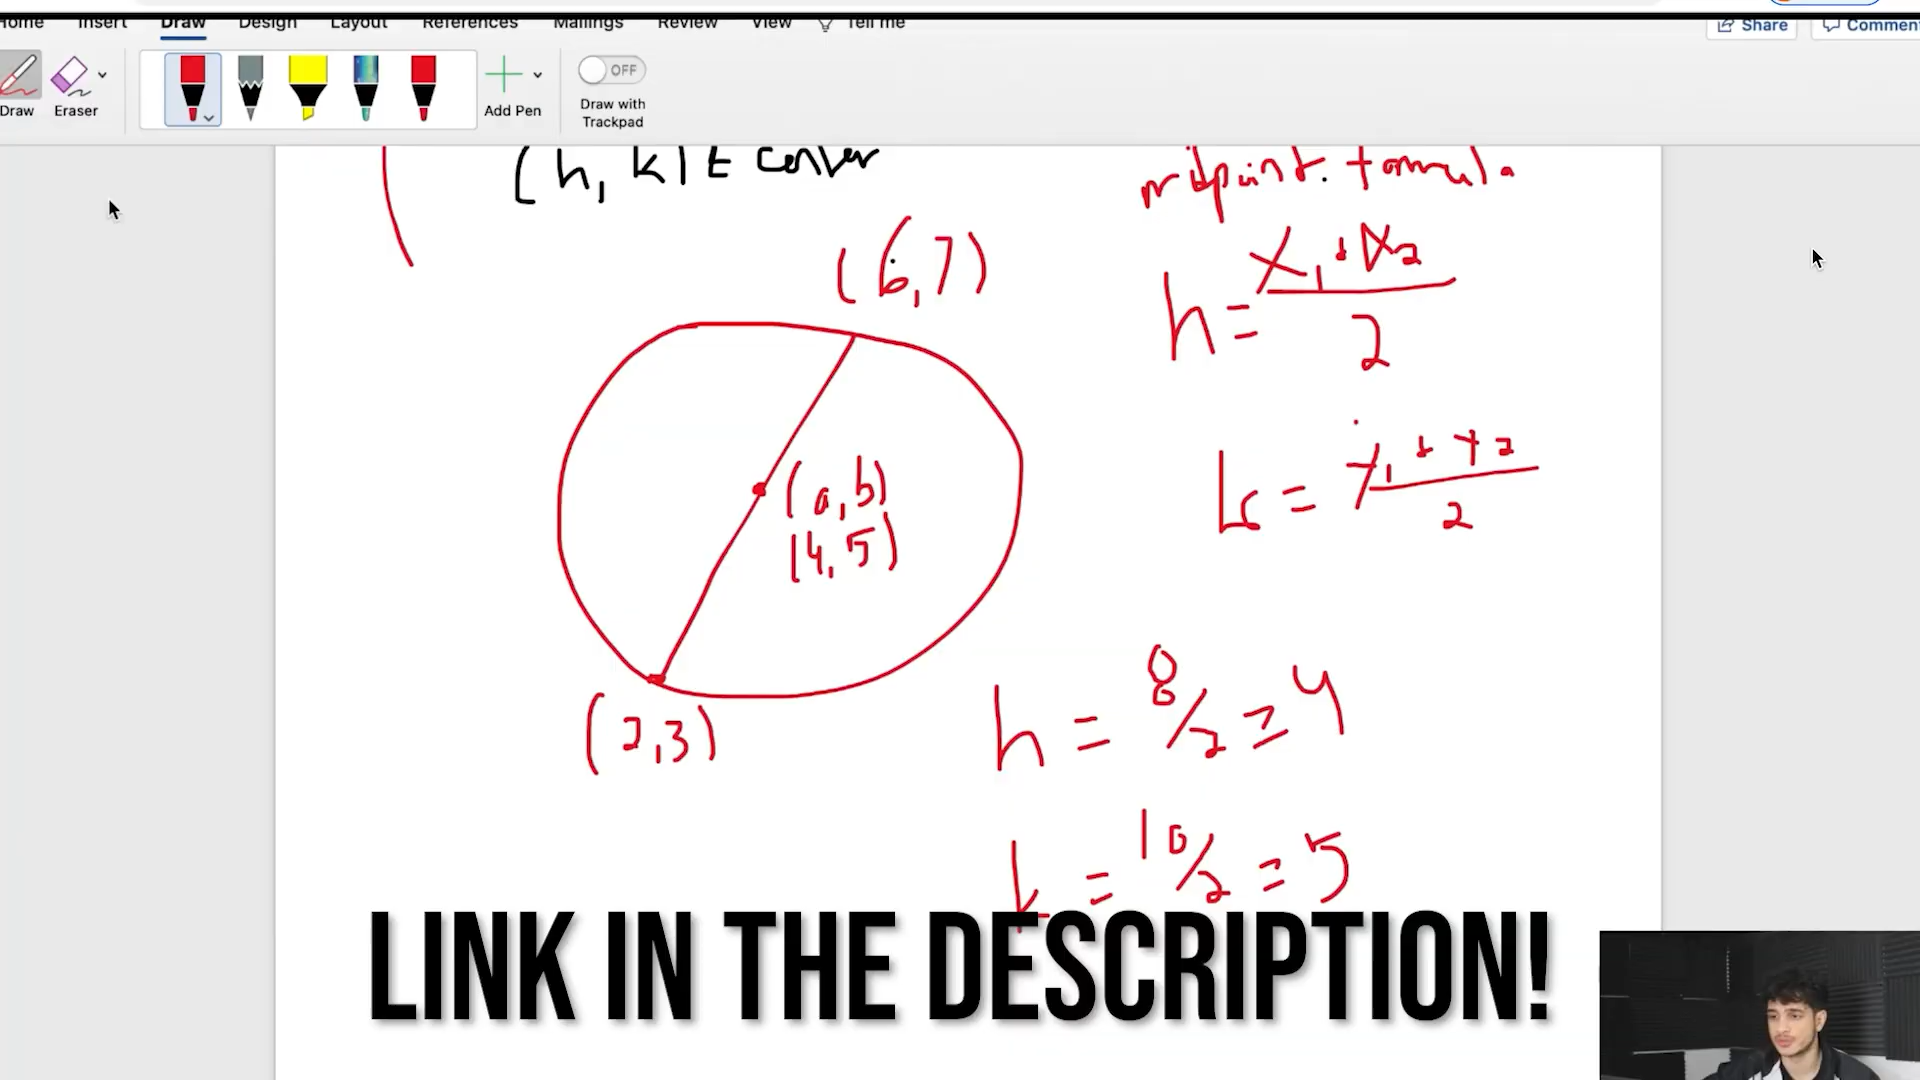 Home Insert Draw Design Layout References Mailings Review View Tell me
Share Comment
Draw Eraser Add Pen OFF Draw with Trackpad
(h, k) E center
midpoint. formula
(6,7)
h = x1 + x2 / 2
(a, b)
(4, 5)
k = y1 + y2 / 2
(2,3)
h = 8/2 = 4
k = 10/2 = 5
LINK IN THE DESCRIPTION!